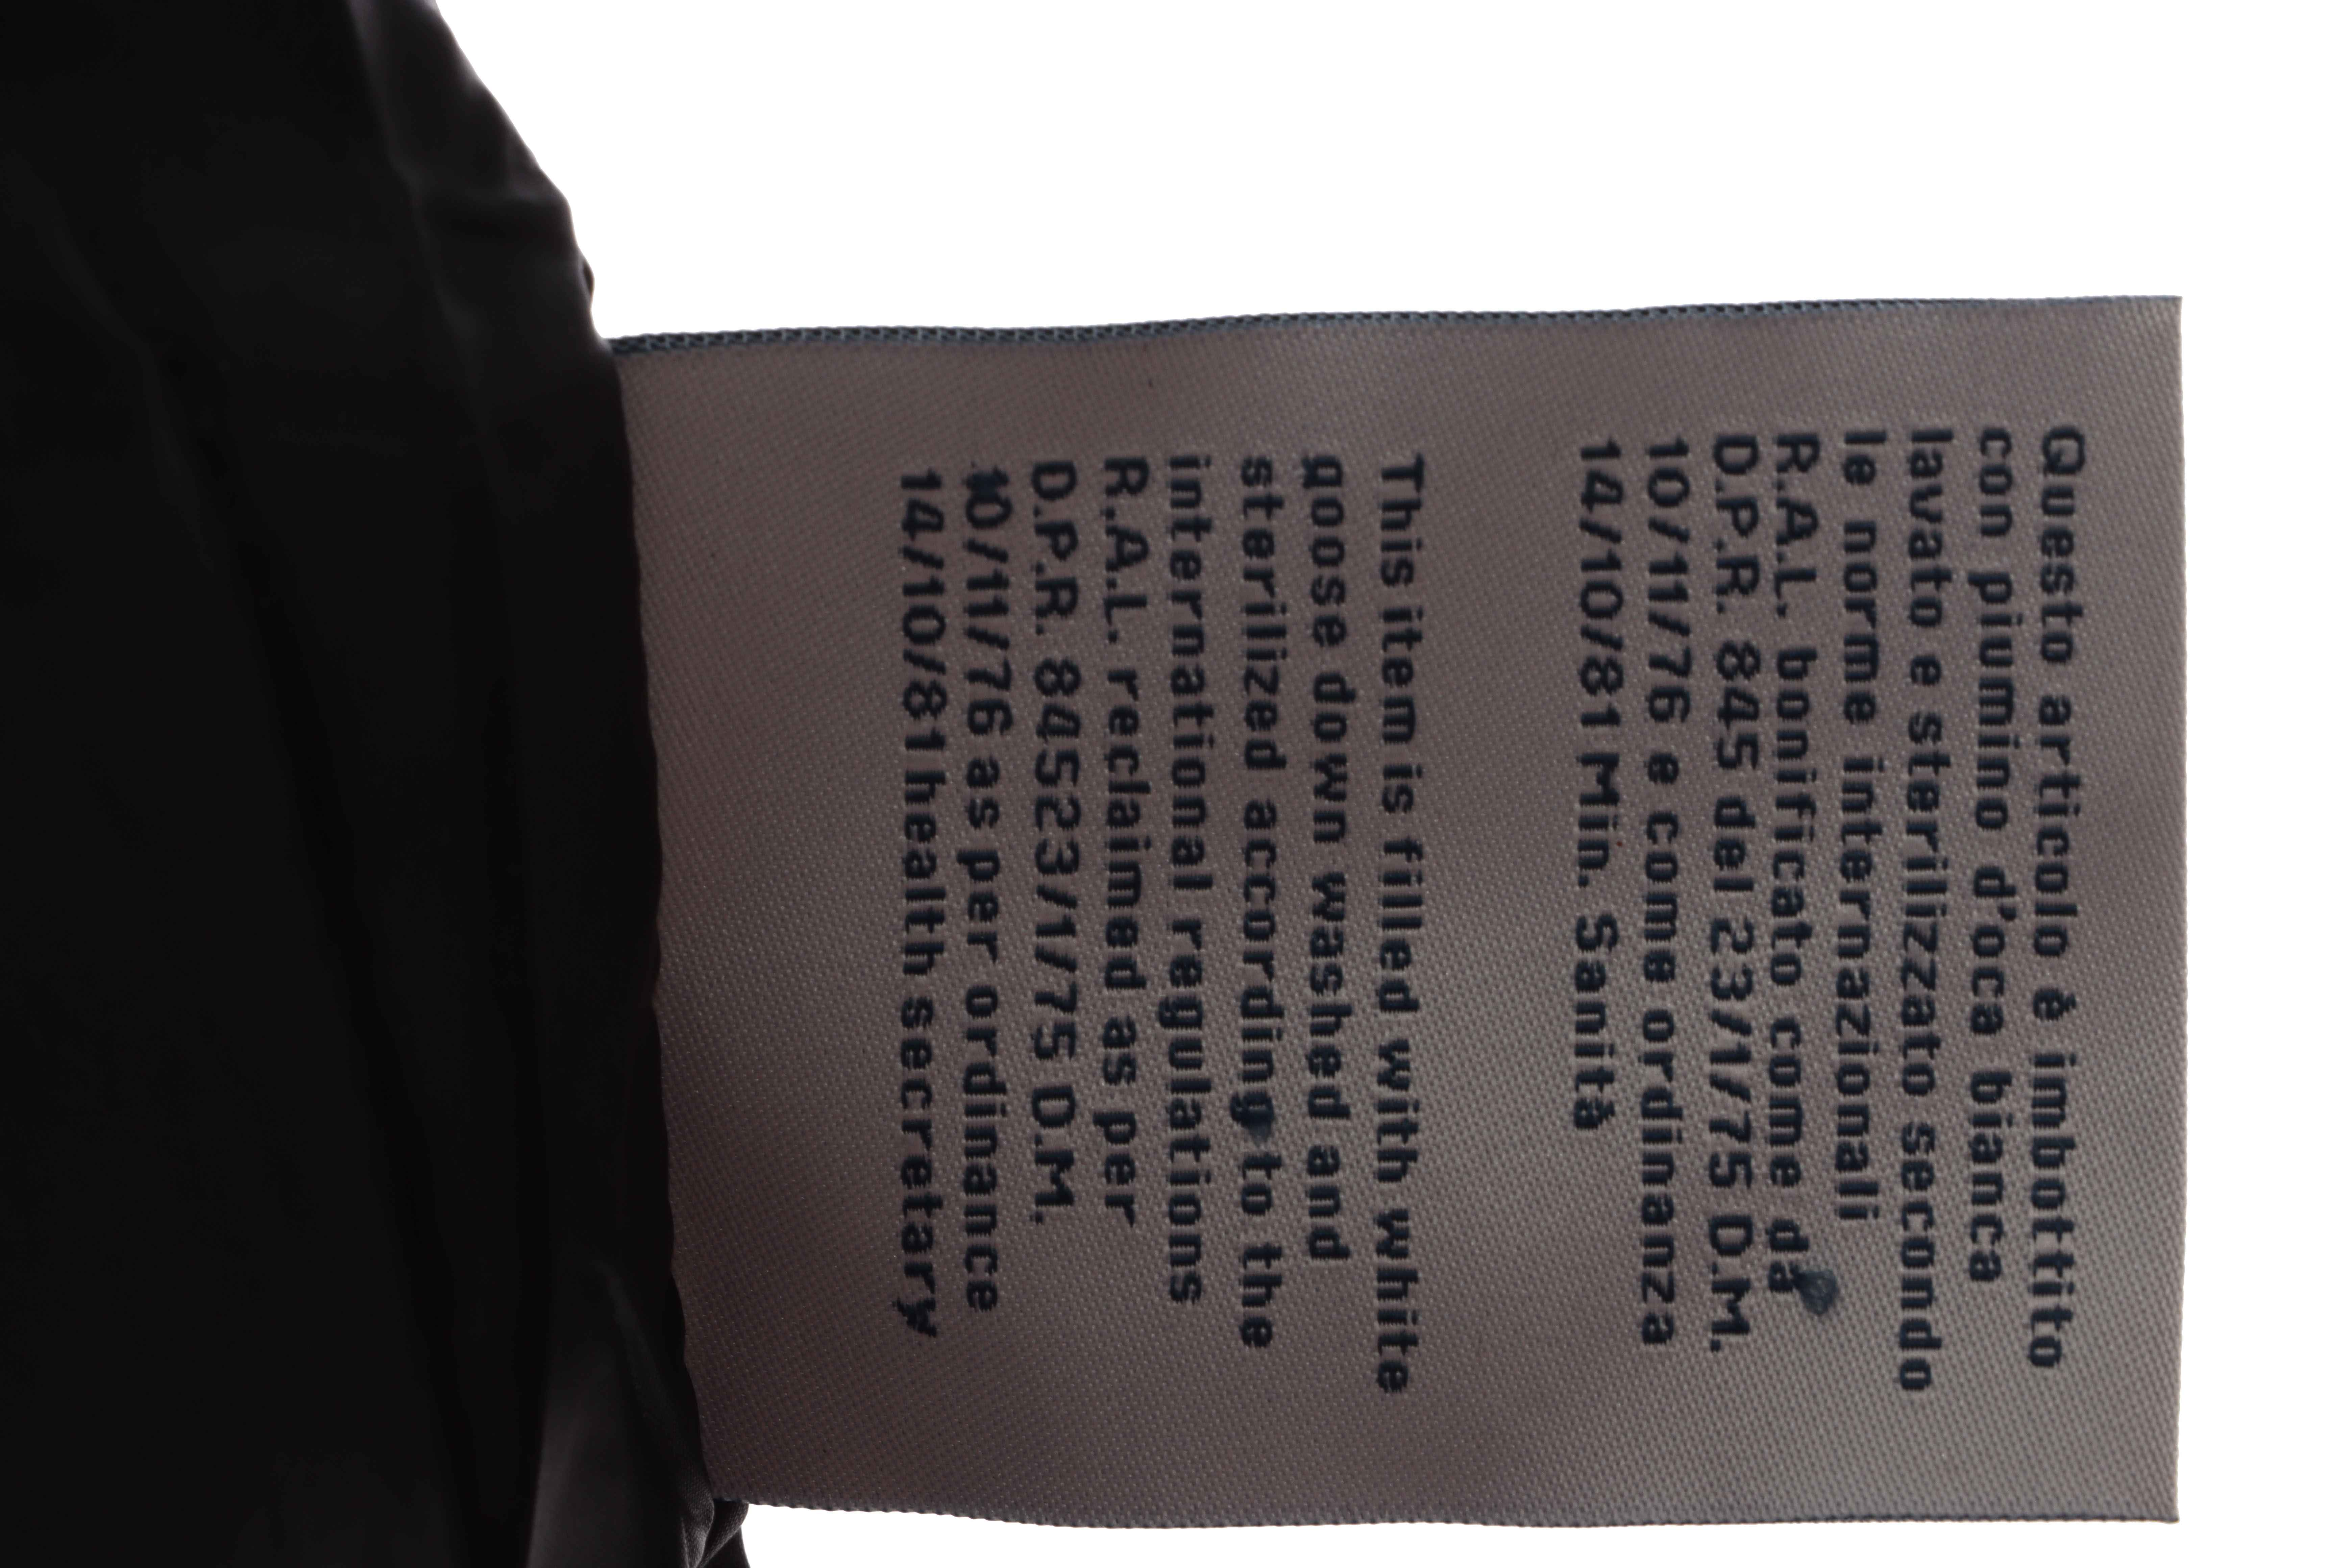 Questo articolo è imbottito
con piumino d'oca bianca
lavato e sterilizzato secondo
le norme internazionali
R.A.L. bonificato come da
D.P.R. 845 del 23/1/75 D.M.
10/11/76 e come ordinanza
14/10/81 Min. Sanità
This item is filled with white
goose down washed and
sterilized according to the
international regulations
R.A.L. reclaimed as per
D.P.R. 84523/1/75 D.M.
10/11/76 as per ordinance
14/10/81 health secretary